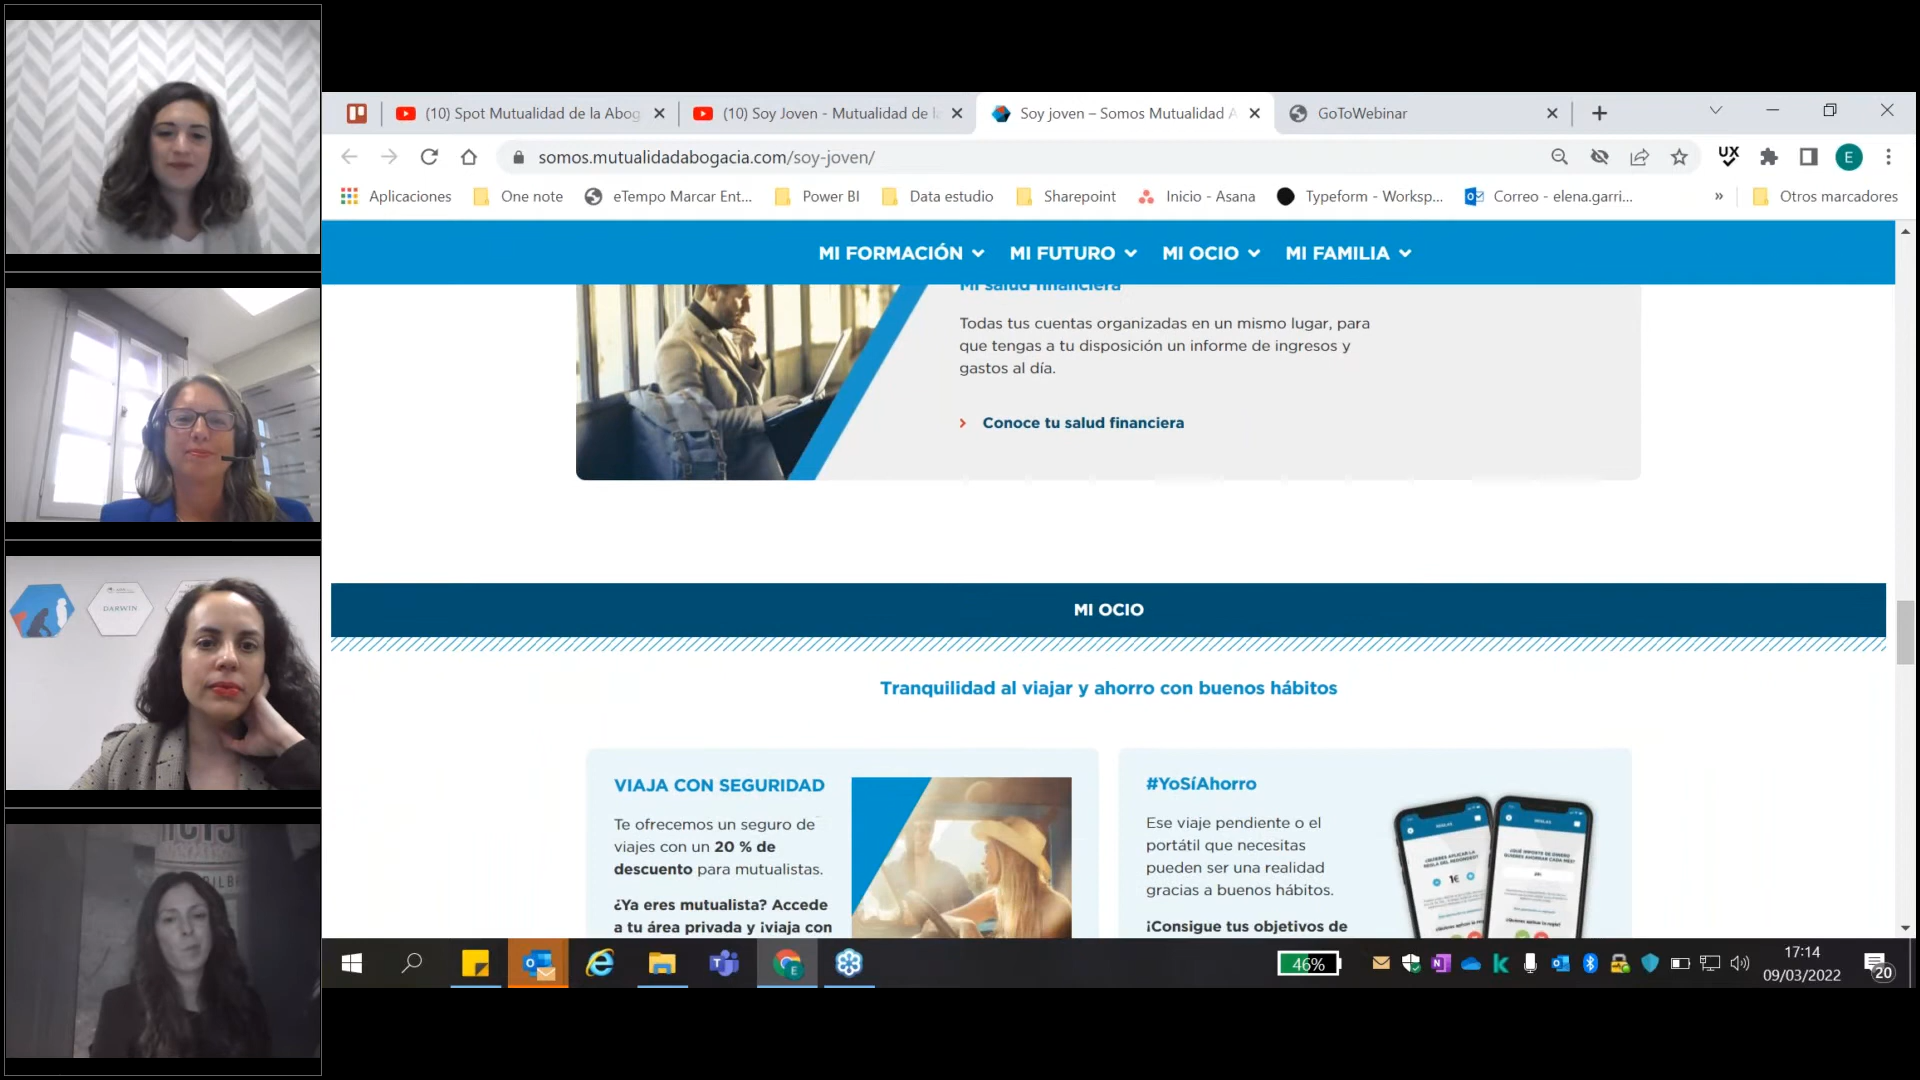 (10) Spot Mutualidad de la Abog
(10) Soy Joven - Mutualidad de l
Soy joven – Somos Mutualidad A
GoToWebinar
somos.mutualidadabogacia.com/soy-joven/
UX
E
Aplicaciones
One note
eTempo Marcar Ent...
Power BI
Data estudio
Sharepoint
Inicio - Asana
Typeform - Worksp...
Correo - elena.garri...
»
Otros marcadores
MI FORMACIÓN
MI FUTURO
MI OCIO
MI FAMILIA
Mi salud financiera
Todas tus cuentas organizadas en un mismo lugar, para
que tengas a tu disposición un informe de ingresos y
gastos al día.
Conoce tu salud financiera
MI OCIO
Tranquilidad al viajar y ahorro con buenos hábitos
VIAJA CON SEGURIDAD
Te ofrecemos un seguro de
viajes con un 20 % de
descuento para mutualistas.
¿Ya eres mutualista? Accede
a tu área privada y ¡viaja con
#YoSíAhorro
Ese viaje pendiente o el
portátil que necesitas
pueden ser una realidad
gracias a buenos hábitos.
¡Consigue tus objetivos de
1€
DARWIN
46%
17:14
09/03/2022
20